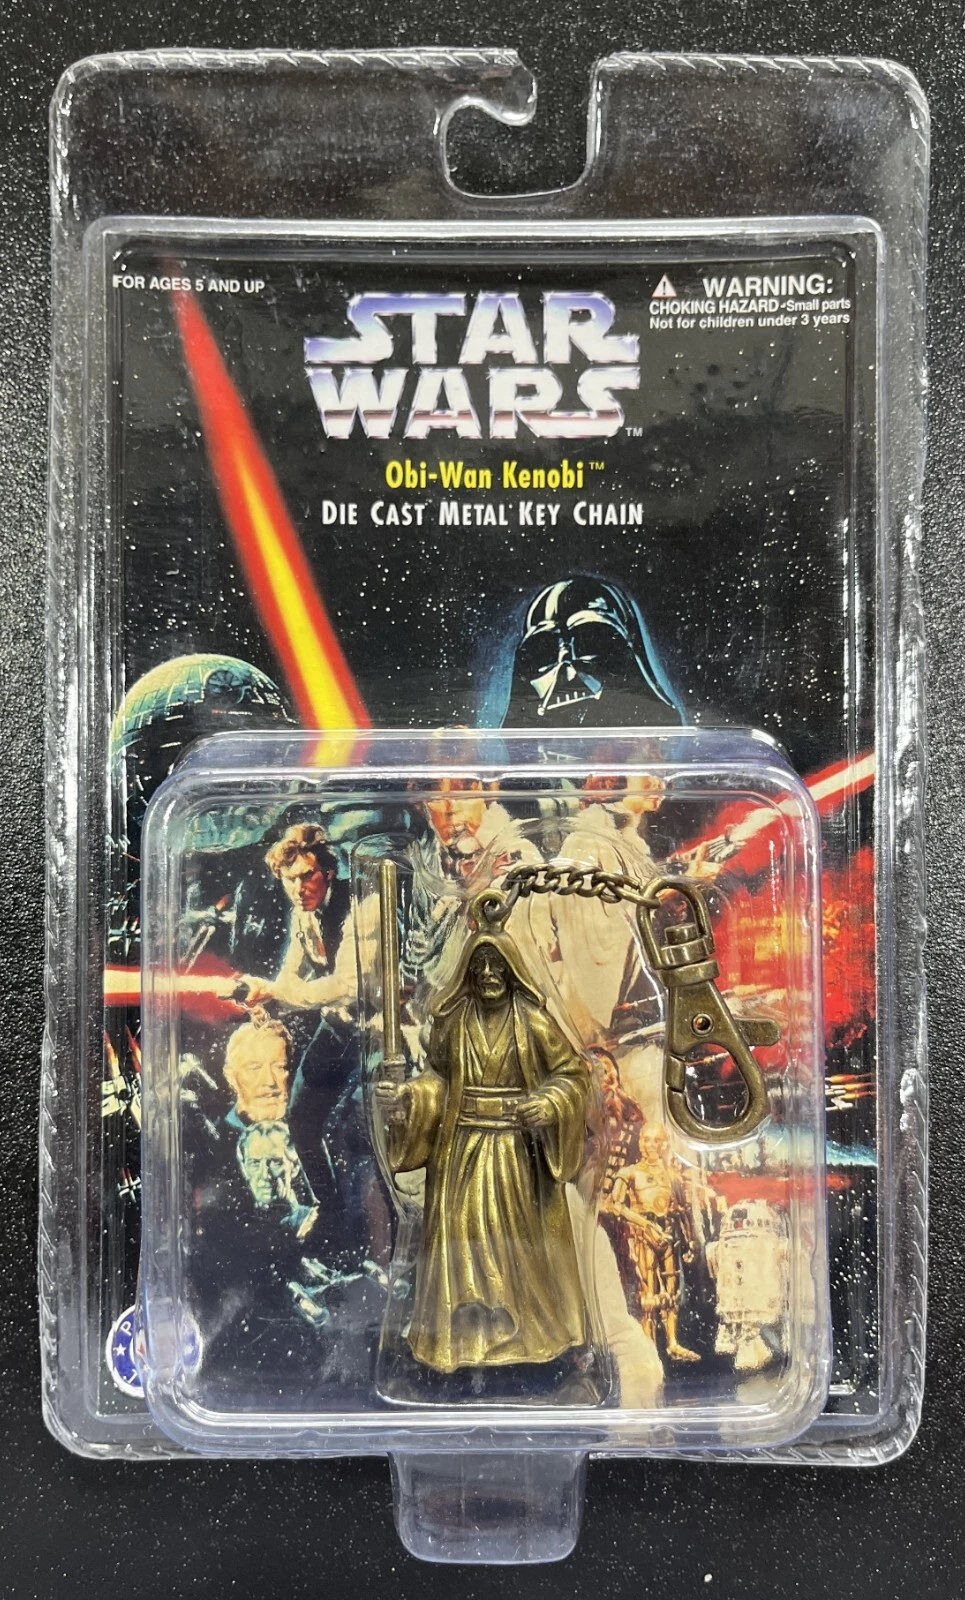 FOR AGES 5 AND UP
WARNING:
CHOKING HAZARD-Small parts
Not for children under 3 years
STAR
WARS™
Obi-Wan Kenobi™
DIE CAST METAL KEY CHAIN